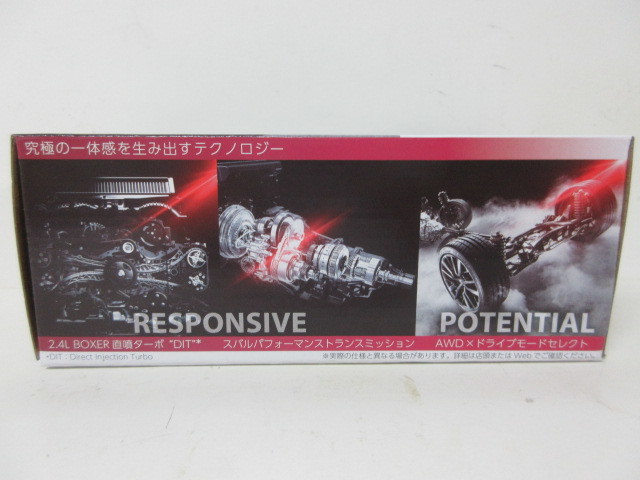 究極の一体感を生み出すテクノロジー
RESPONSIVE
POTENTIAL
2.4L BOXER 直噴ターボ "DIT"*
スバルパフォーマンストランスミッション
AWD×ドライブモードセレクト
*DIT : Direct Injection Turbo
※実際の仕様と異なる場合があります。詳細は店頭または Web でご確認ください。